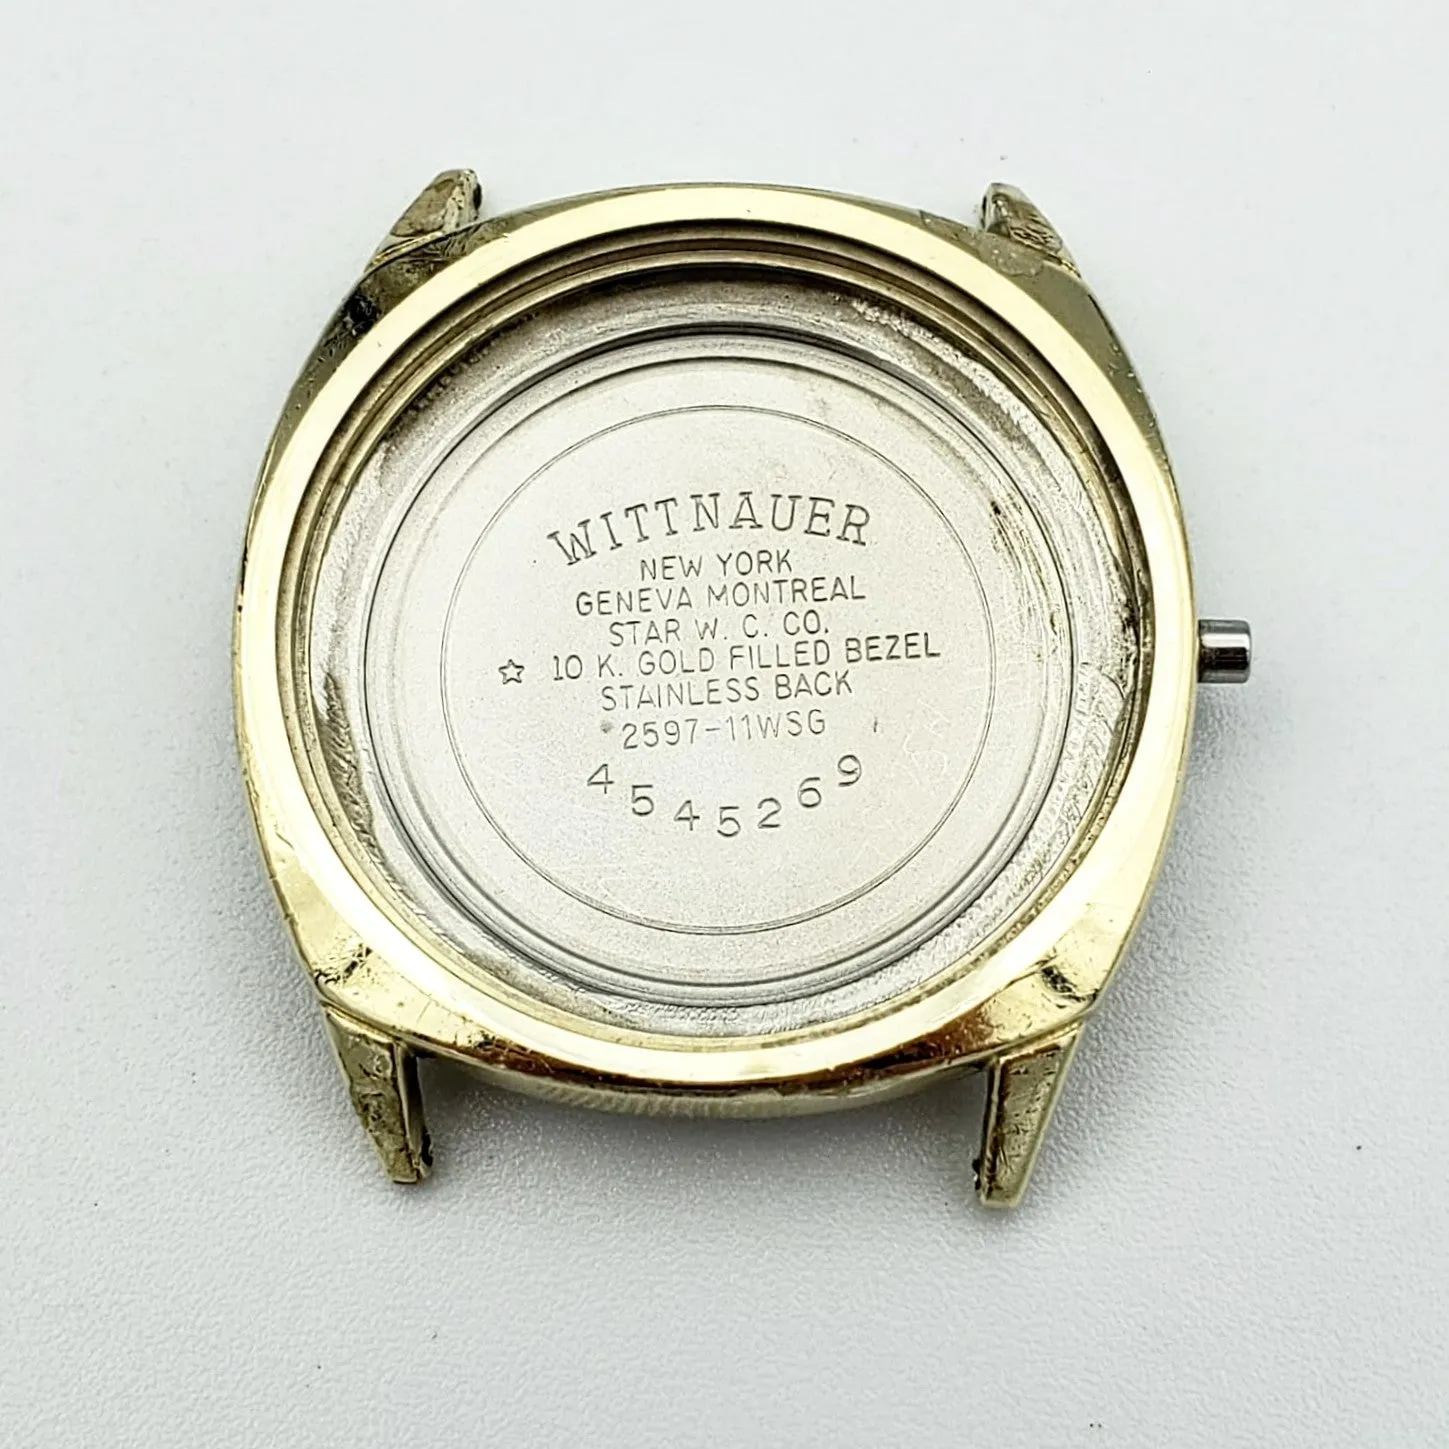 WITTNAUER
NEW YORK
GENEVA MONTREAL
STAR W. C. CO.
☆ 10 K. GOLD FILLED BEZEL
STAINLESS BACK
2597-11WSG
4545269